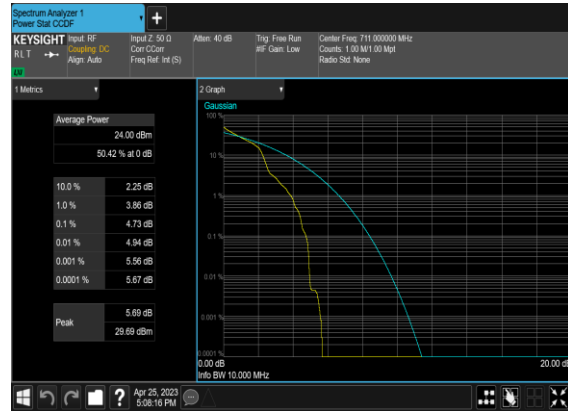 Spectrum Analyzer 1
Power Stat CCDF
KEYSIGHT
RLT
LW
Input: RF
Coupling: DC
Align: Auto
Input Z: 50 Ω
Corr CCorr
Freq Ref: Int (S)
Atten: 40 dB
Trig: Free Run
#IF Gain: Low
Center Freq: 711.000000 MHz
Counts: 1.00 M/1.00 Mpt
Radio Std: None
1 Metrics
Average Power
24.00 dBm
50.42 % at 0 dB
10.0 % 2.25 dB
1.0 % 3.86 dB
0.1 % 4.73 dB
0.01 % 4.94 dB
0.001 % 5.56 dB
0.0001 % 5.67 dB
Peak
5.69 dB
29.69 dBm
2 Graph
Gaussian
100 %
10 %
1 %
0.1 %
0.01 %
0.001 %
0.0001 %
0.00 dB
20.00 dB
Info BW 10.000 MHz
?
Apr 25, 2023
5:08:16 PM